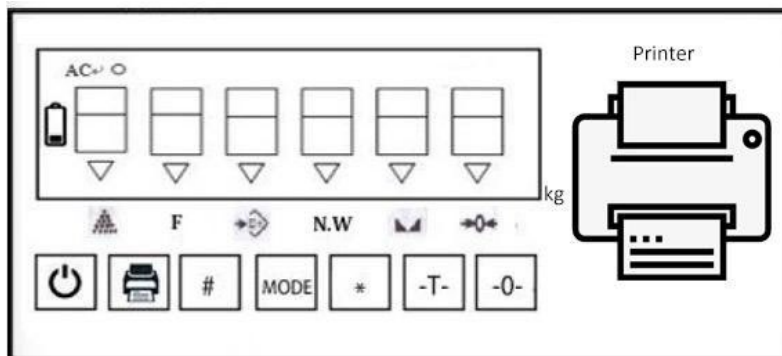 Printer
AC↵
kg
F N.W
# MODE * -T- -0-